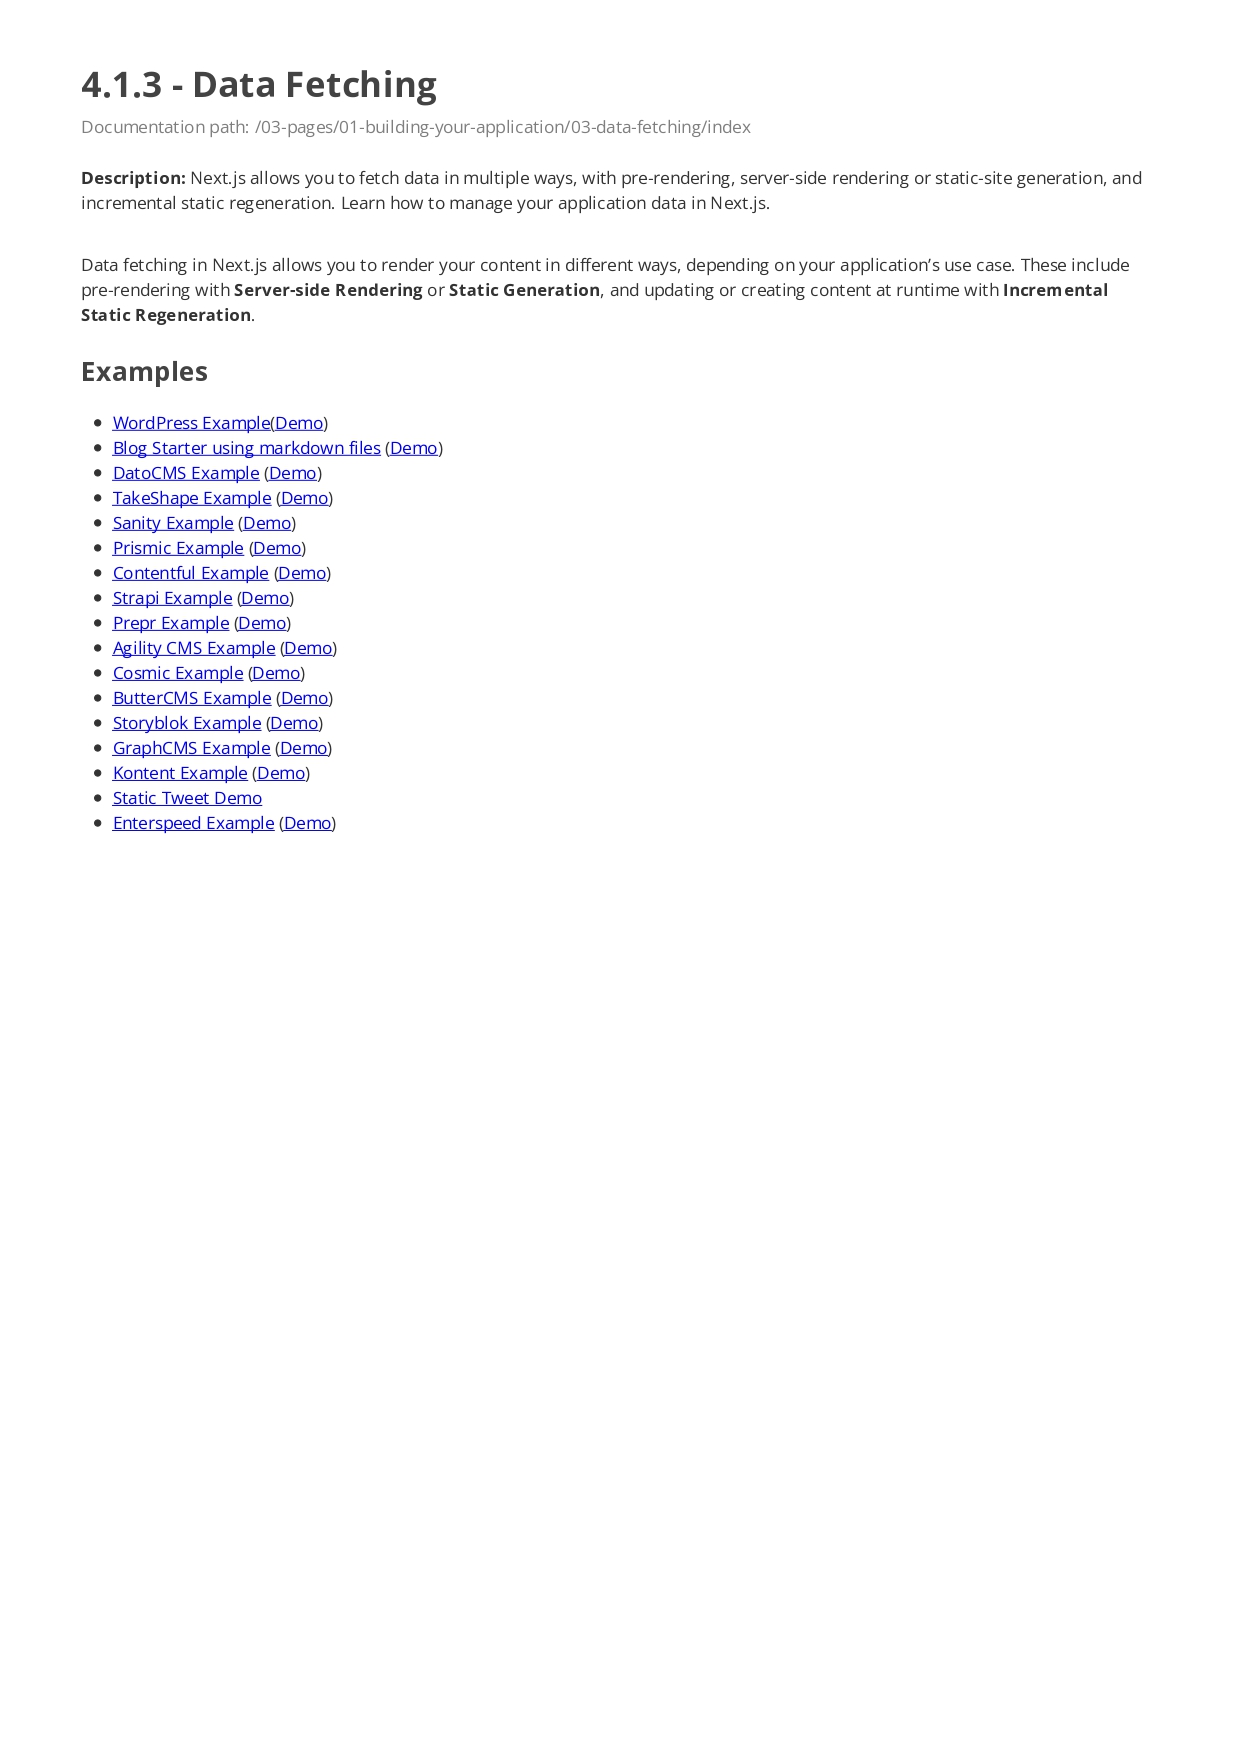 4.1.3 - Data Fetching
Documentation path: /03-pages/01-building-your-application/03-data-fetching/index
Description: Next.js allows you to fetch data in multiple ways, with pre-rendering, server-side rendering or static-site generation, and
incremental static regeneration. Learn how to manage your application data in Next.js.
Data fetching in Next.js allows you to render your content in different ways, depending on your application’s use case. These include
pre-rendering with Server-side Rendering or Static Generation, and updating or creating content at runtime with Incremental
Static Regeneration.
Examples
• WordPress Example(Demo)
• Blog Starter using markdown files (Demo)
• DatoCMS Example (Demo)
• TakeShape Example (Demo)
• Sanity Example (Demo)
• Prismic Example (Demo)
• Contentful Example (Demo)
• Strapi Example (Demo)
• Prepr Example (Demo)
• Agility CMS Example (Demo)
• Cosmic Example (Demo)
• ButterCMS Example (Demo)
• Storyblok Example (Demo)
• GraphCMS Example (Demo)
• Kontent Example (Demo)
• Static Tweet Demo
• Enterspeed Example (Demo)